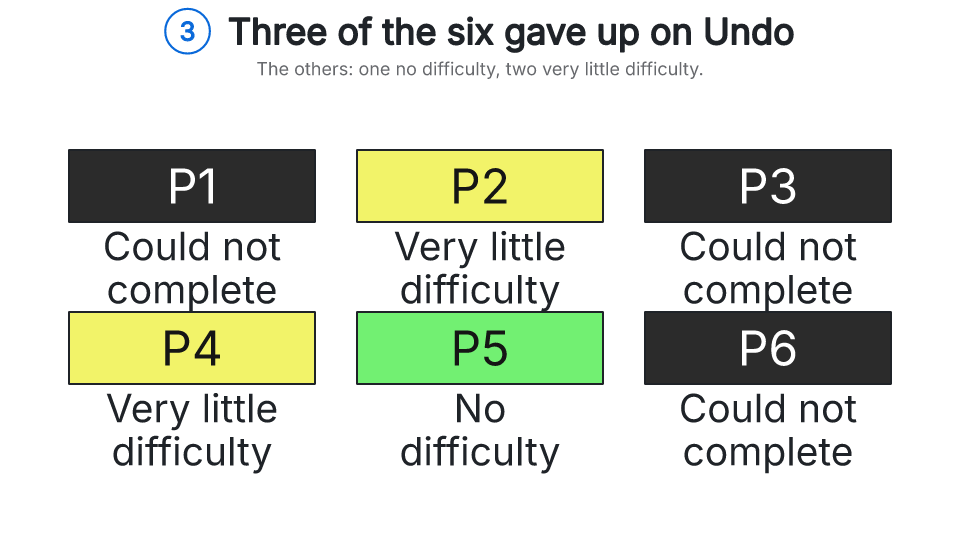 3 Three of the six gave up on Undo
The others: one no difficulty, two very little difficulty.
P1
Could not
complete
P2
Very little
difficulty
P3
Could not
complete
P4
Very little
difficulty
P5
No
difficulty
P6
Could not
complete